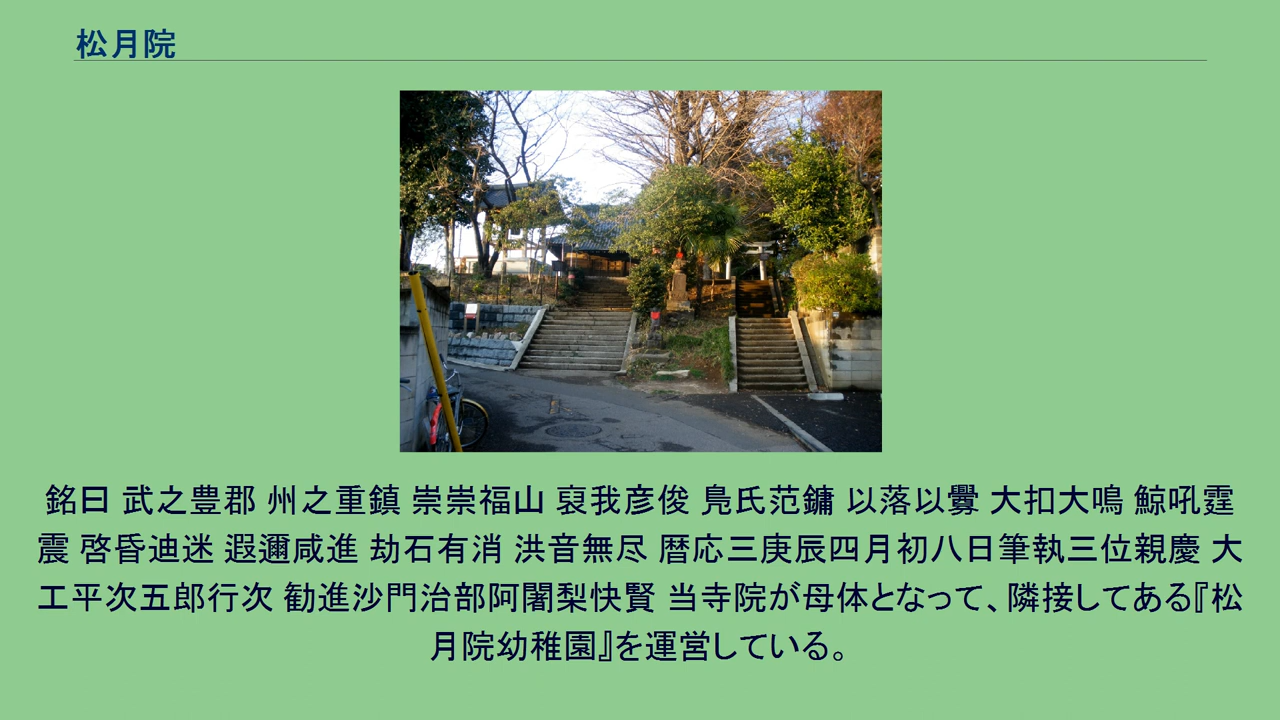 松月院
銘曰 武之豊郡 州之重鎮 崇崇福山 裒我彦俊 鳬氏范鏞 以落以釁 大扣大鳴 鯨吼霆
震 啓昏迪迷 遐邇咸進 劫石有消 洪音無尽 暦応三庚辰四月初八日筆執三位親慶 大
工平次五郎行次 勧進沙門治部阿闍梨快賢 当寺院が母体となって、隣接してある『松
月院幼稚園』を運営している。